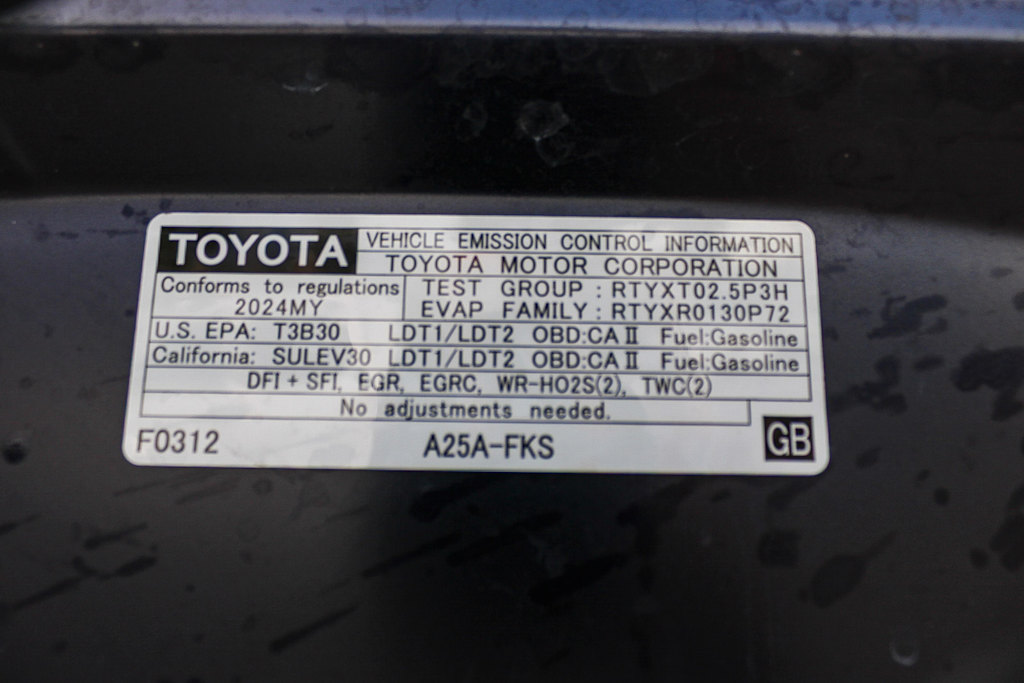 TOYOTA VEHICLE EMISSION CONTROL INFORMATION
TOYOTA MOTOR CORPORATION
Conforms to regulations
2024MY
TEST GROUP : RTYXT02.5P3H
EVAP FAMILY : RTYXR0130P72
U.S. EPA: T3B30 LDT1/LDT2 OBD:CA II Fuel:Gasoline
California: SULEV30 LDT1/LDT2 OBD:CA II Fuel:Gasoline
DFI + SFI, EGR, EGRC, WR-HO2S(2), TWC(2)
No adjustments needed.
F0312 A25A-FKS GB